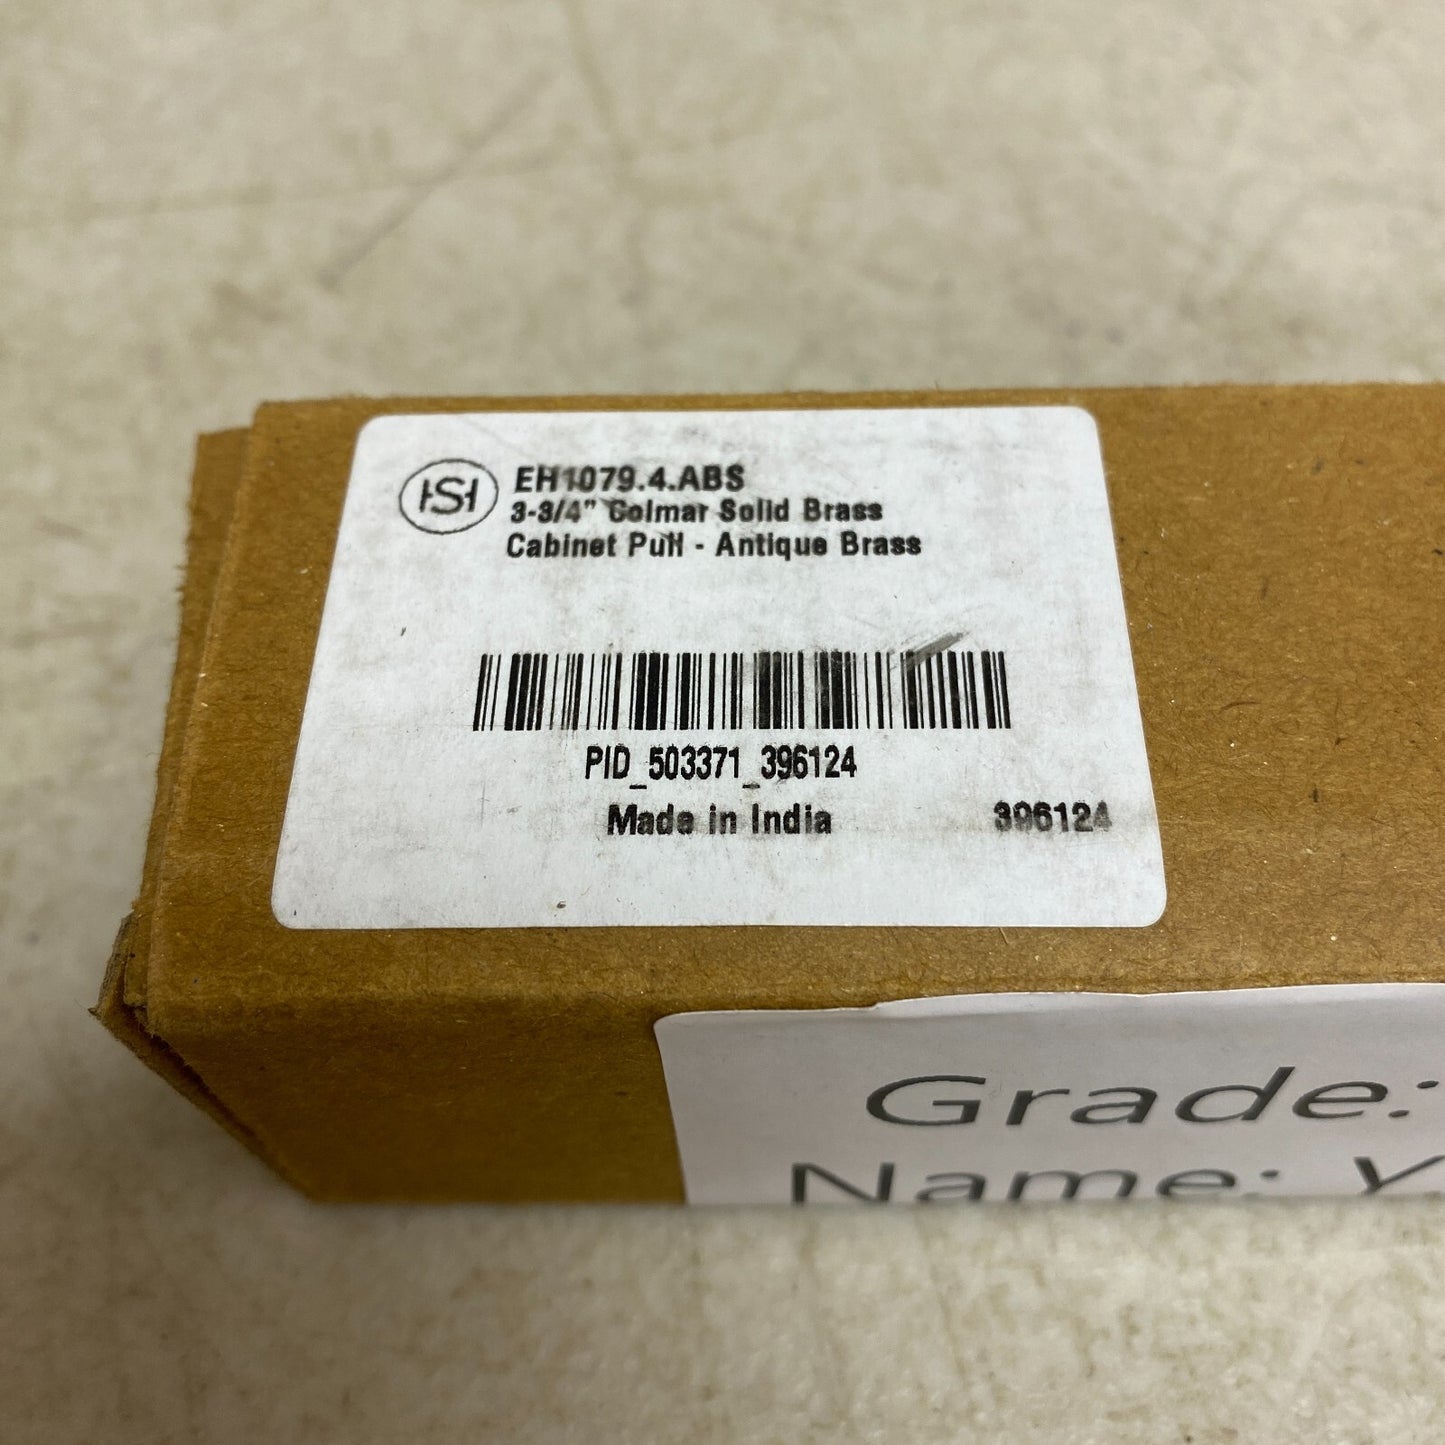 HSH
EH1079.4.ABS
3-3/4" Colmar Solid Brass
Cabinet Pull - Antique Brass
PID_503371_396124
Made in India
396124
Grade:
Name: Y